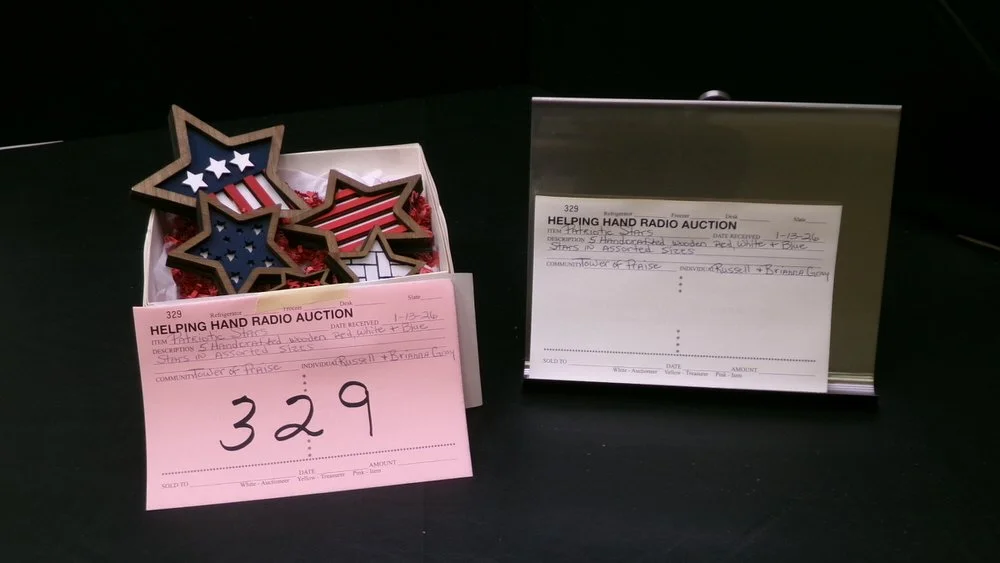 329 Refrigerator Freezer Desk Slate
HELPING HAND RADIO AUCTION
ITEM Patriotic Stars DATE RECEIVED 1-13-26
DESCRIPTION 5 Handcrafted Wooden Red, White & Blue
Stars in Assorted Sizes
COMMUNITY Tower of Praise INDIVIDUAL Russell & Brianna Gray
329
DATE AMOUNT
SOLD TO
White - Auctioneer Yellow - Treasurer Pink - Item
329 Refrigerator Freezer Desk Slate
HELPING HAND RADIO AUCTION
ITEM Patriotic Stars DATE RECEIVED 1-13-26
DESCRIPTION 5 Handcrafted Wooden Red, White & Blue
Stars in Assorted Sizes
COMMUNITY Tower of Praise INDIVIDUAL Russell & Brianna Gray
SOLD TO DATE AMOUNT
White - Auctioneer Yellow - Treasurer Pink - Item